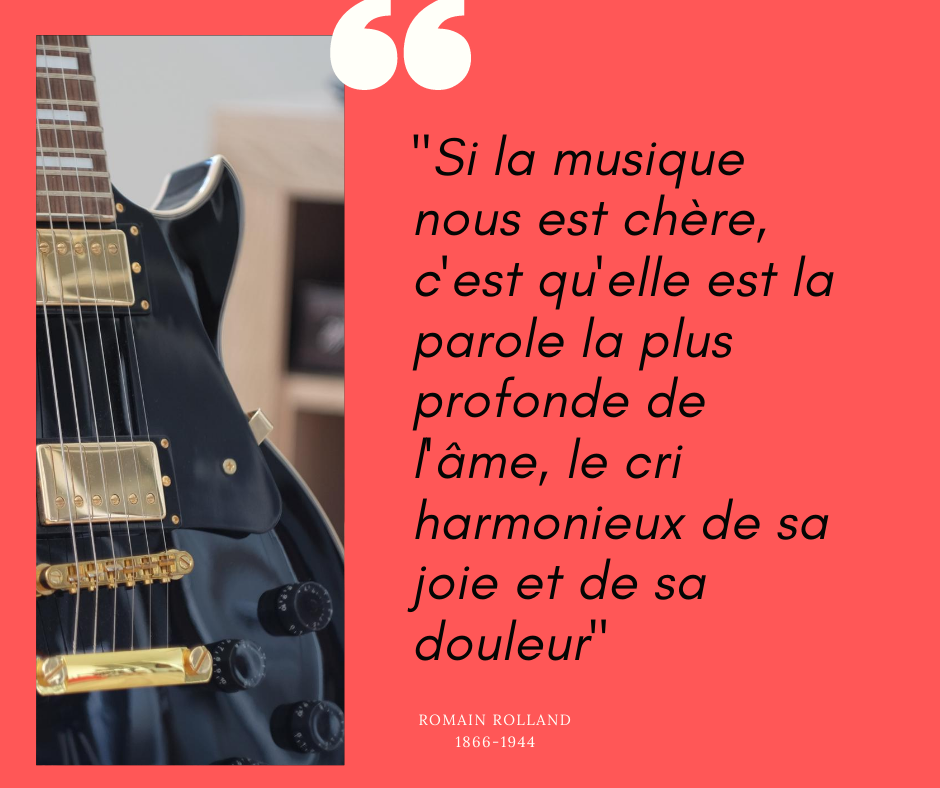 "Si la musique
nous est chère,
c'est qu'elle est la
parole la plus
profonde de
l'âme, le cri
harmonieux de sa
joie et de sa
douleur"
ROMAIN ROLLAND
1866-1944